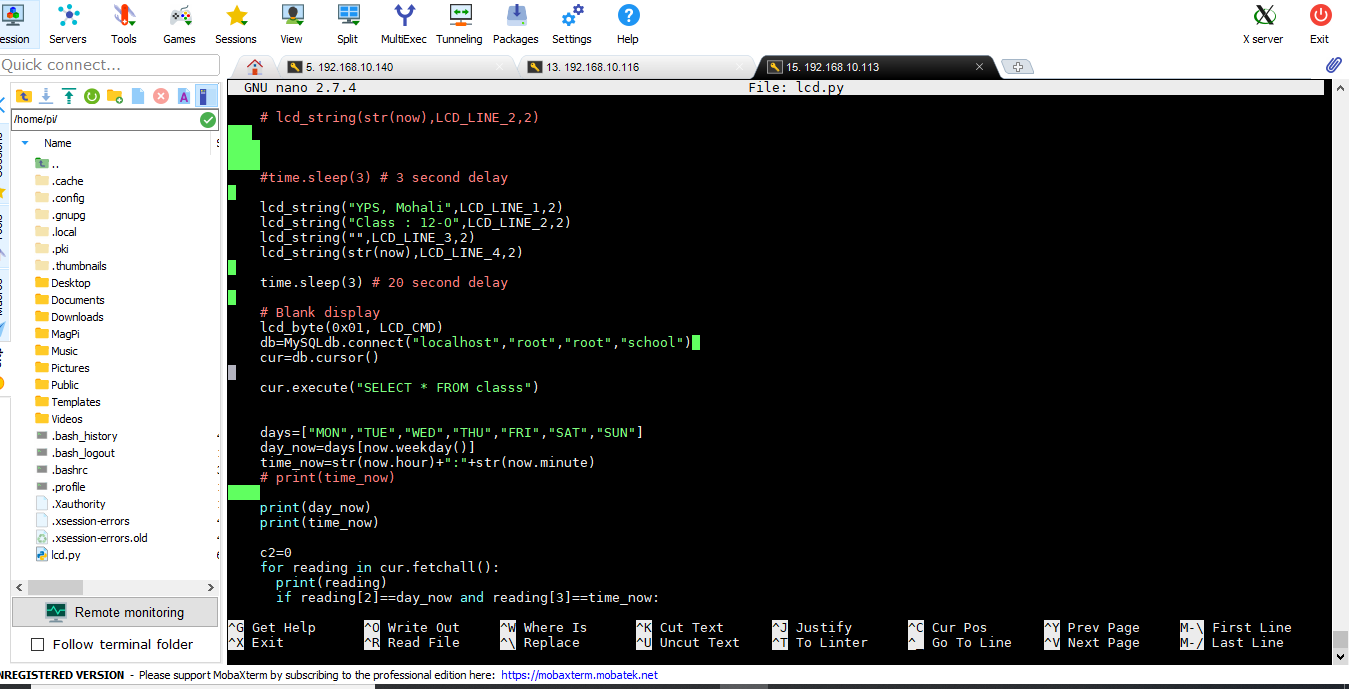 ession Servers Tools Games Sessions View Split MultiExec Tunneling Packages Settings Help X server Exit
Quick connect...
5. 192.168.10.140
13. 192.168.10.116
15. 192.168.10.113
/home/pi/
Name
..
.cache
.config
.gnupg
.local
.pki
.thumbnails
Desktop
Documents
Downloads
MagPi
Music
Pictures
Public
Templates
Videos
.bash_history
.bash_logout
.bashrc
.profile
.Xauthority
.xsession-errors
.xsession-errors.old
lcd.py
Remote monitoring
Follow terminal folder
GNU nano 2.7.4 File: lcd.py
# lcd_string(str(now),LCD_LINE_2,2)
#time.sleep(3) # 3 second delay
lcd_string("YPS, Mohali",LCD_LINE_1,2)
lcd_string("Class : 12-O",LCD_LINE_2,2)
lcd_string("",LCD_LINE_3,2)
lcd_string(str(now),LCD_LINE_4,2)
time.sleep(3) # 20 second delay
# Blank display
lcd_byte(0x01, LCD_CMD)
db=MySQLdb.connect("localhost","root","root","school")
cur=db.cursor()
cur.execute("SELECT * FROM classs")
days=["MON","TUE","WED","THU","FRI","SAT","SUN"]
day_now=days[now.weekday()]
time_now=str(now.hour)+":"+str(now.minute)
# print(time_now)
print(day_now)
print(time_now)
c2=0
for reading in cur.fetchall():
print(reading)
if reading[2]==day_now and reading[3]==time_now:
^G Get Help ^O Write Out ^W Where Is ^K Cut Text ^J Justify ^C Cur Pos ^Y Prev Page M-\ First Line
^X Exit ^R Read File ^\ Replace ^U Uncut Text ^T To Linter ^_ Go To Line ^V Next Page M-/ Last Line
NREGISTERED VERSION - Please support MobaXterm by subscribing to the professional edition here: https://mobaxterm.mobatek.net